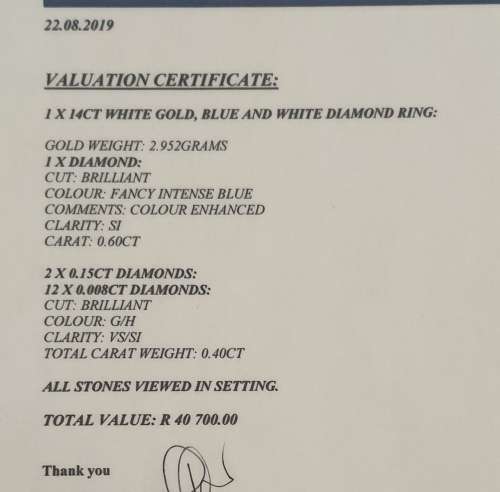 22.08.2019
VALUATION CERTIFICATE:
1 X 14CT WHITE GOLD, BLUE AND WHITE DIAMOND RING:
GOLD WEIGHT: 2.952GRAMS
1 X DIAMOND:
CUT: BRILLIANT
COLOUR: FANCY INTENSE BLUE
COMMENTS: COLOUR ENHANCED
CLARITY: SI
CARAT: 0.60CT
2 X 0.15CT DIAMONDS:
12 X 0.008CT DIAMONDS:
CUT: BRILLIANT
COLOUR: G/H
CLARITY: VS/SI
TOTAL CARAT WEIGHT: 0.40CT
ALL STONES VIEWED IN SETTING.
TOTAL VALUE: R 40 700.00
Thank you